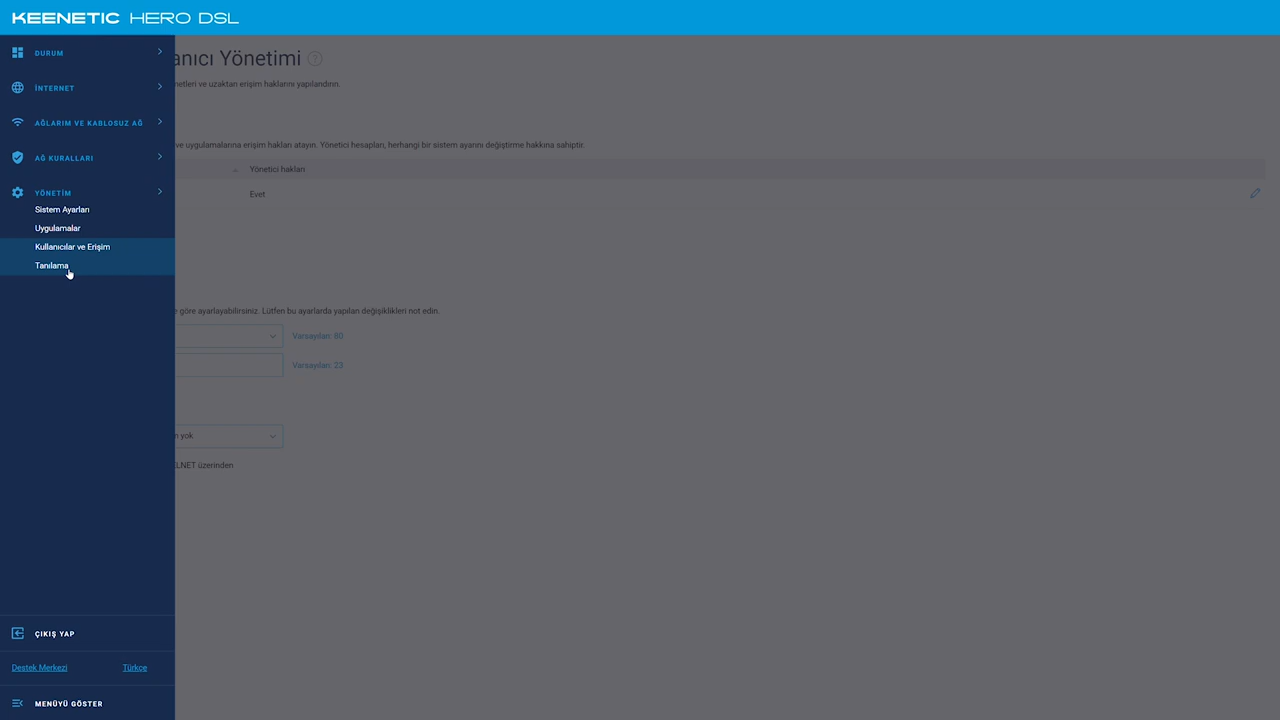 KEENETIC HERO DSL
DURUM
İNTERNET
AĞLARIM VE KABLOSUZ AĞ
AĞ KURALLARI
YÖNETİM
Sistem Ayarları
Uygulamalar
Kullanıcılar ve Erişim
Tanılama
ÇIKIŞ YAP
Destek Merkezi
Türkçe
MENÜYÜ GÖSTER
anıcı Yönetimi ?
metleri ve uzaktan erişim haklarını yapılandırın.
ve uygulamalarına erişim hakları atayın. Yönetici hesapları, herhangi bir sistem ayarını değiştirme hakkına sahiptir.
Yönetici hakları
Evet
r göre ayarlayabilirsiniz. Lütfen bu ayarlarda yapılan değişiklikleri not edin.
Varsayılan: 80
Varsayılan: 23
m yok
ELNET üzerinden